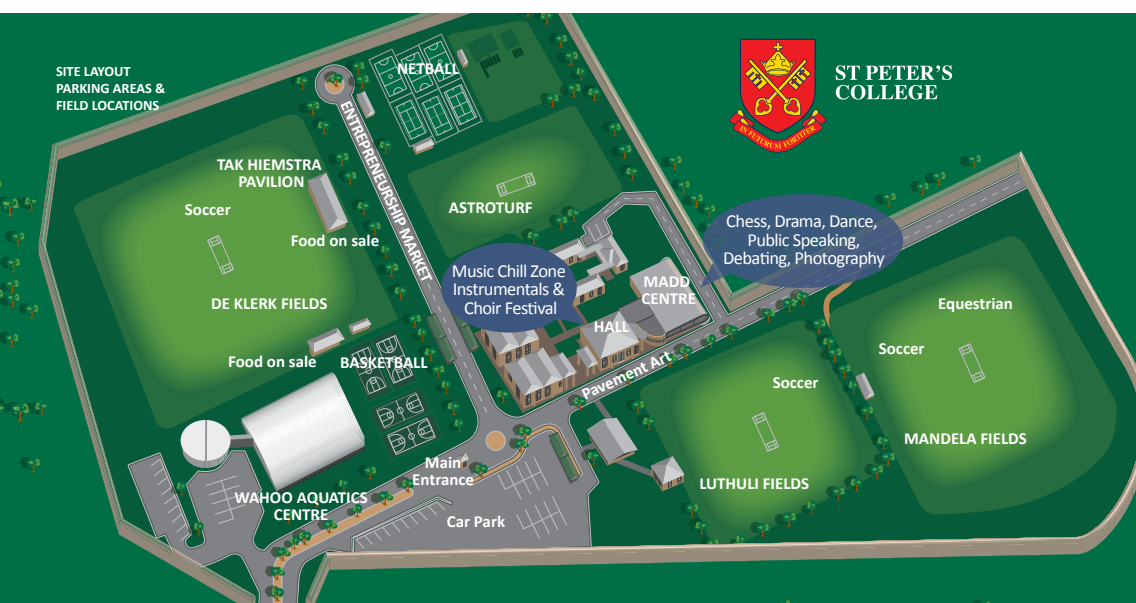 SITE LAYOUT
PARKING AREAS &
FIELD LOCATIONS
NETBALL
ST PETER'S
COLLEGE
IN FUTURUM FORTITER
ENTREPRENEURSHIP MARKET
TAK HIEMSTRA
PAVILION
Soccer
Food on sale
ASTROTURF
DE KLERK FIELDS
Music Chill Zone
Instrumentals &
Choir Festival
Chess, Drama, Dance,
Public Speaking,
Debating, Photography
MADD
CENTRE
HALL
Equestrian
Soccer
Food on sale
BASKETBALL
Pavement Art
Soccer
MANDELA FIELDS
Main
Entrance
LUTHULI FIELDS
WAHOO AQUATICS
CENTRE
Car Park